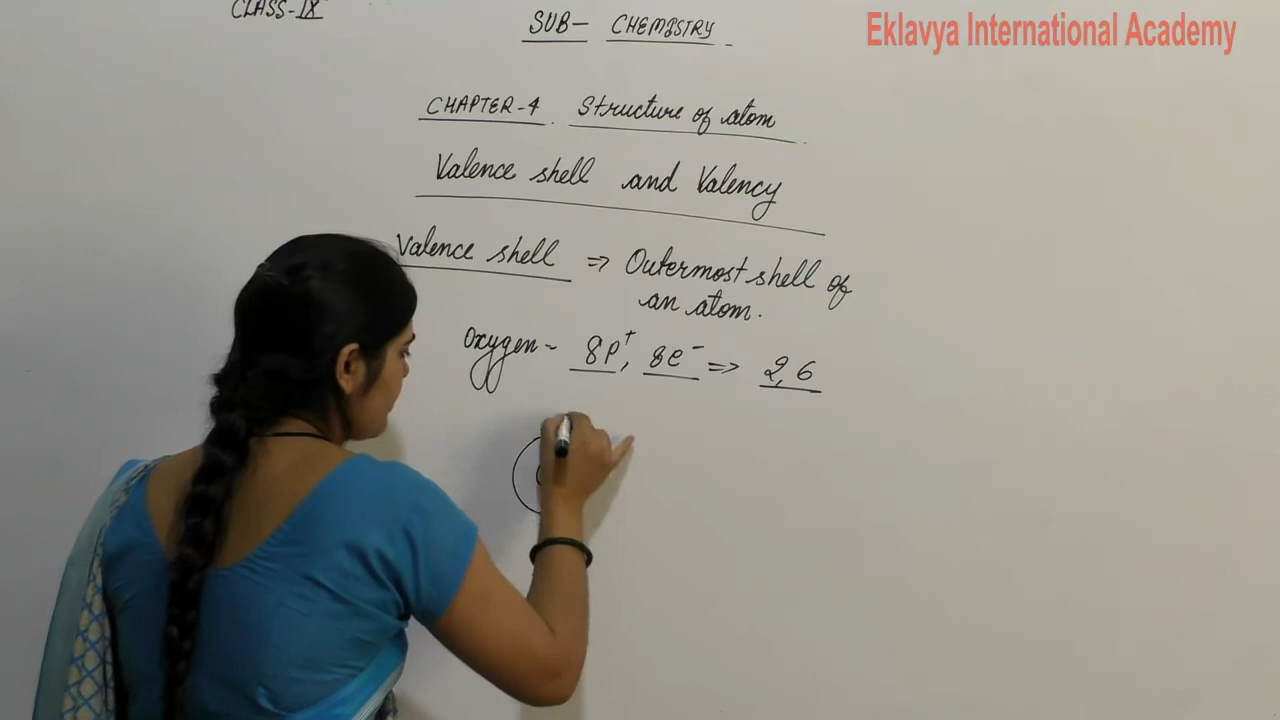 CLASS-IX
SUB- CHEMISTRY
Eklavya International Academy
CHAPTER-4. Structure of atom
Valence shell and Valency
Valence shell ⇒ Outermost shell of
an atom.
Oxygen - 8P⁺, 8e⁻ ⇒ 2,6